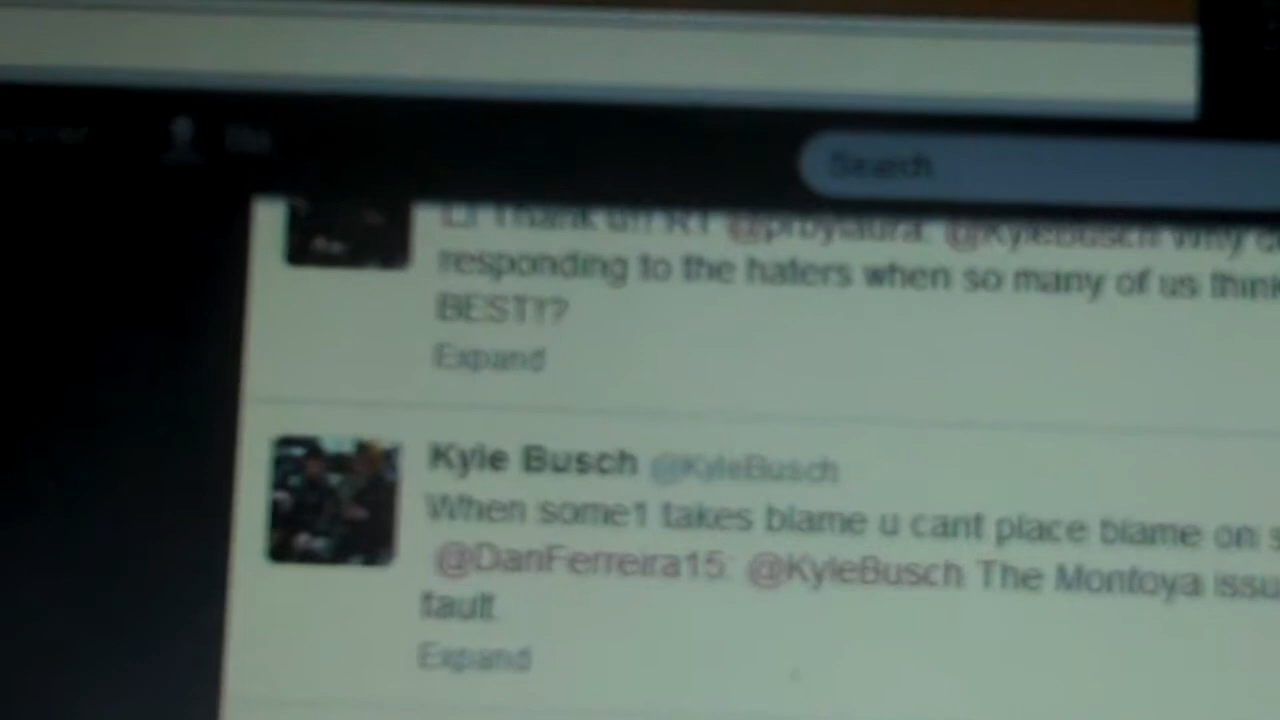 Search
Thank u!! RT @probylaura: @KyleBusch Why
responding to the haters when so many of us think
BEST!?
Expand
Kyle Busch @KyleBusch
When some1 takes blame u cant place blame on
@DanFerreira15: @KyleBusch The Montoya issu
fault
Expand